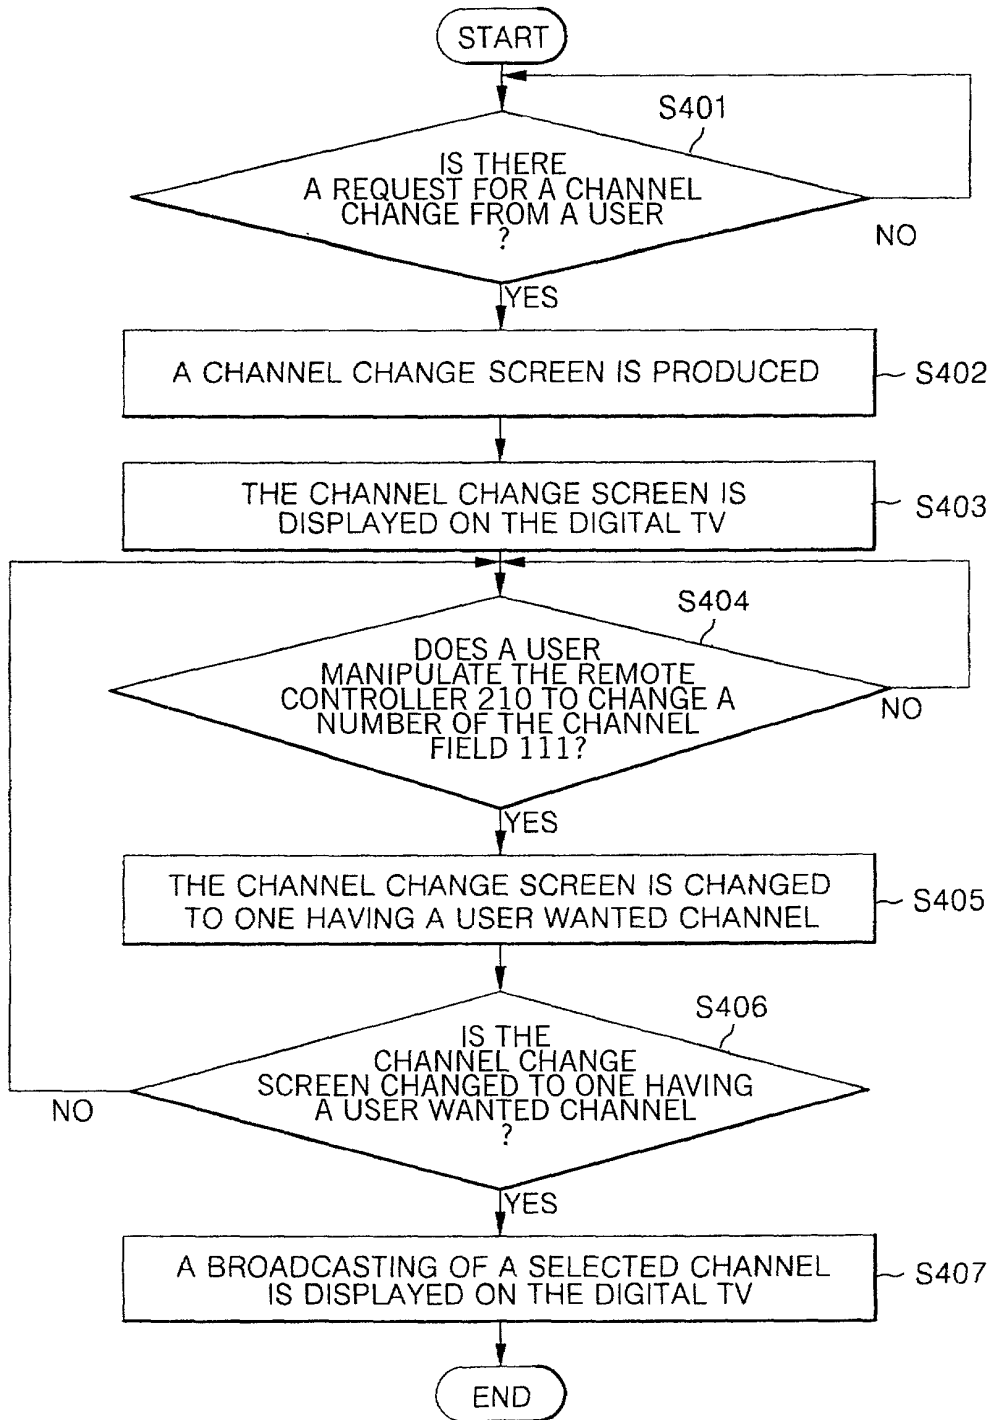 START
S401
IS THERE
A REQUEST FOR A CHANNEL
CHANGE FROM A USER
?
NO
YES
A CHANNEL CHANGE SCREEN IS PRODUCED
S402
THE CHANNEL CHANGE SCREEN IS
DISPLAYED ON THE DIGITAL TV
S403
S404
DOES A USER
MANIPULATE THE REMOTE
CONTROLLER 210 TO CHANGE A
NUMBER OF THE CHANNEL
FIELD 111?
NO
YES
THE CHANNEL CHANGE SCREEN IS CHANGED
TO ONE HAVING A USER WANTED CHANNEL
S405
S406
IS THE
CHANNEL CHANGE
SCREEN CHANGED TO ONE HAVING
A USER WANTED CHANNEL
?
NO
YES
A BROADCASTING OF A SELECTED CHANNEL
IS DISPLAYED ON THE DIGITAL TV
S407
END